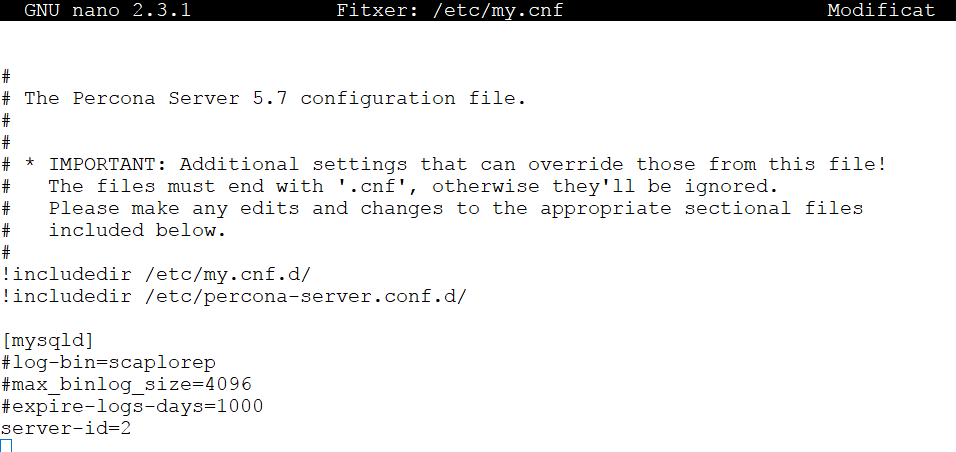 GNU nano 2.3.1 Fitxer: /etc/my.cnf Modificat
#
# The Percona Server 5.7 configuration file.
#
#
# * IMPORTANT: Additional settings that can override those from this file!
#   The files must end with '.cnf', otherwise they'll be ignored.
#   Please make any edits and changes to the appropriate sectional files
#   included below.
#
!includedir /etc/my.cnf.d/
!includedir /etc/percona-server.conf.d/
[mysqld]
#log-bin=scaplorep
#max_binlog_size=4096
#expire-logs-days=1000
server-id=2